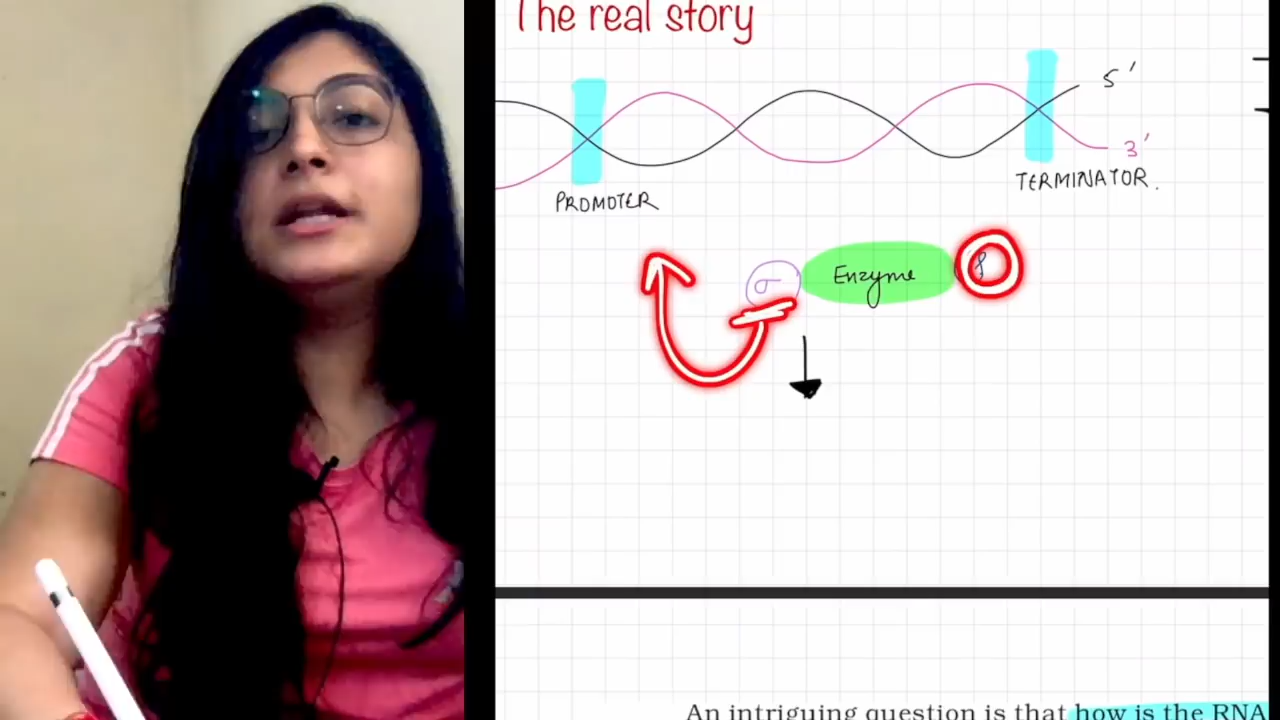 The real story
5'
3'
PROMOTER
TERMINATOR.
σ Enzyme
An intriguing question is that how is the RNA